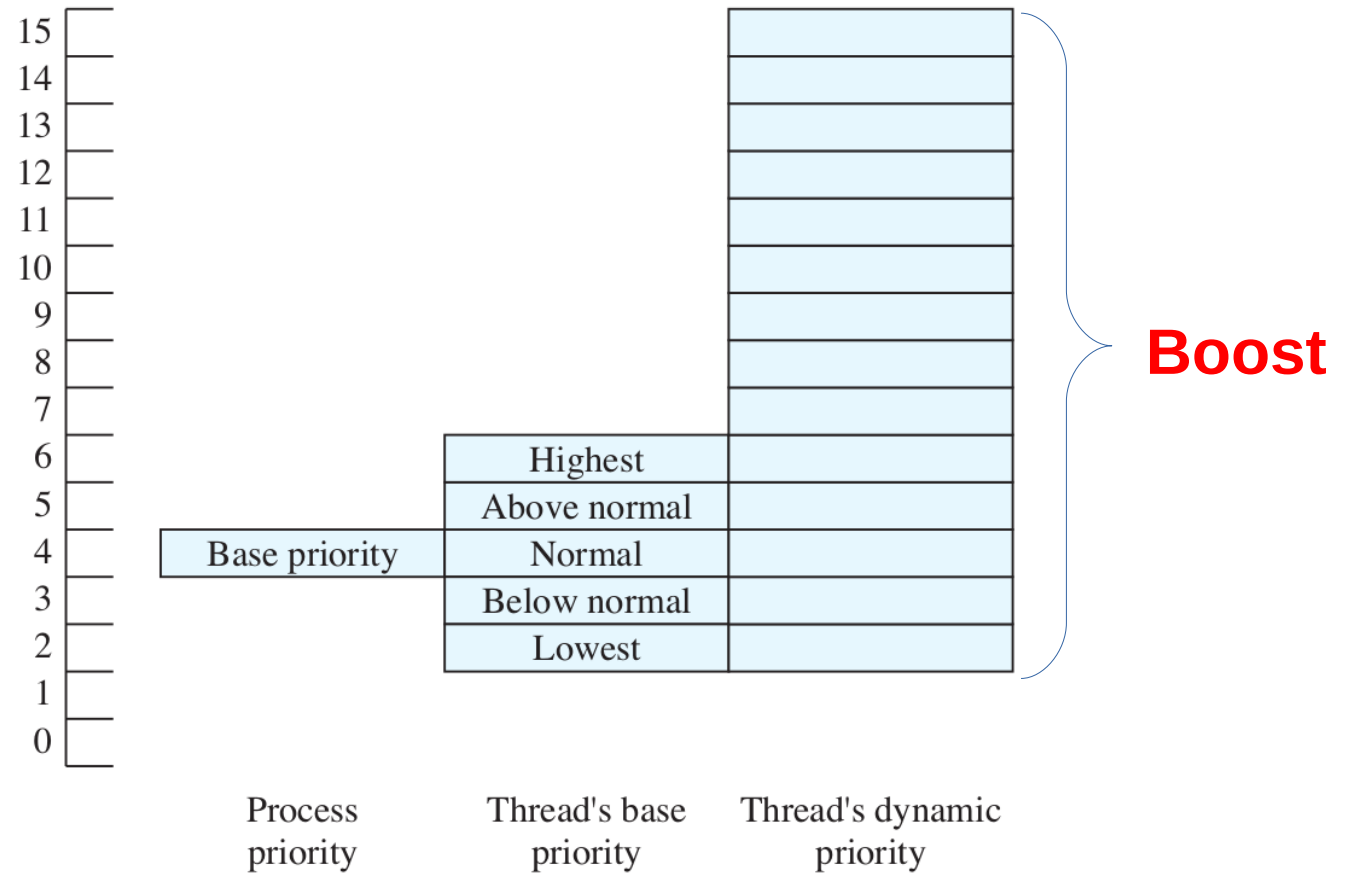 15
14
13
12
11
10
9
8
7
6
5
4
3
2
1
0
Highest
Above normal
Base priority
Normal
Below normal
Lowest
Boost
Process
priority
Thread's base
priority
Thread's dynamic
priority